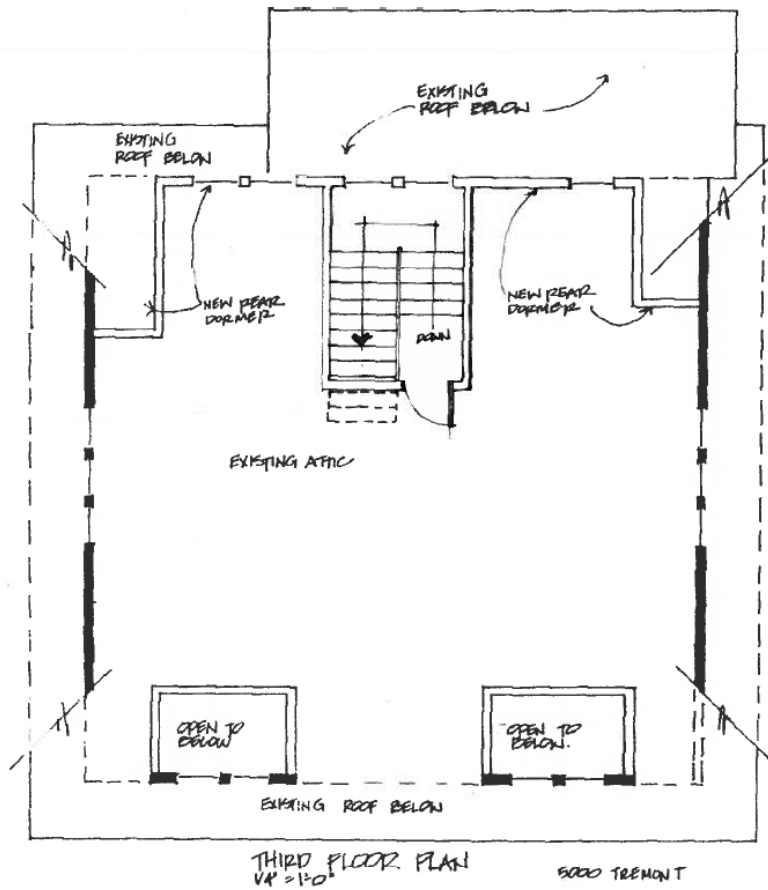 EXISTING
ROOF BELOW
EXISTING
ROOF BELOW
A
A
NEW REAR
DORMER
NEW REAR
DORMER
DOWN
EXISTING ATTIC
OPEN TO
BELOW
OPEN TO
BELOW.
A
A
EXISTING ROOF BELOW
THIRD FLOOR PLAN
1/4" = 1'-0"
5000 TREMONT